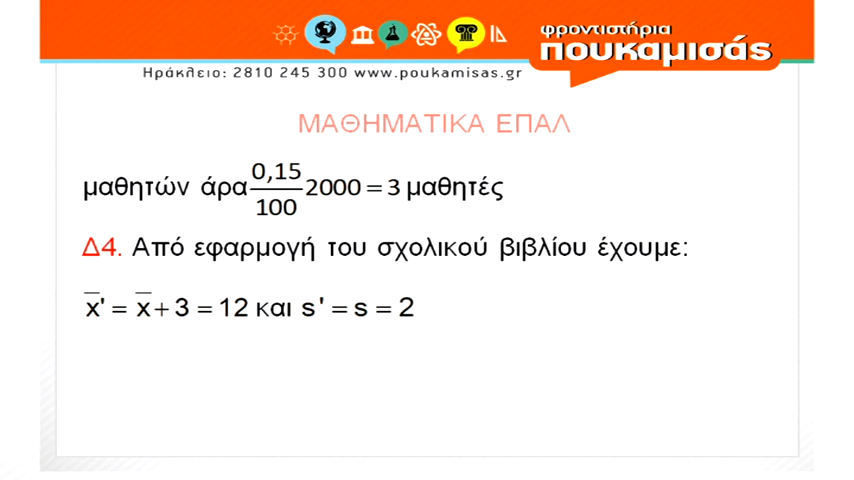 φροντιστήρια
πουκαμισάς
Ηράκλειο: 2810 245 300 www.poukamisas.gr
ΜΑΘΗΜΑΤΙΚΑ ΕΠΑΛ
μαθητών άρα 0,15/100 2000 = 3 μαθητές
Δ4. Από εφαρμογή του σχολικού βιβλίου έχουμε:
x̅' = x̅ + 3 = 12 και s' = s = 2